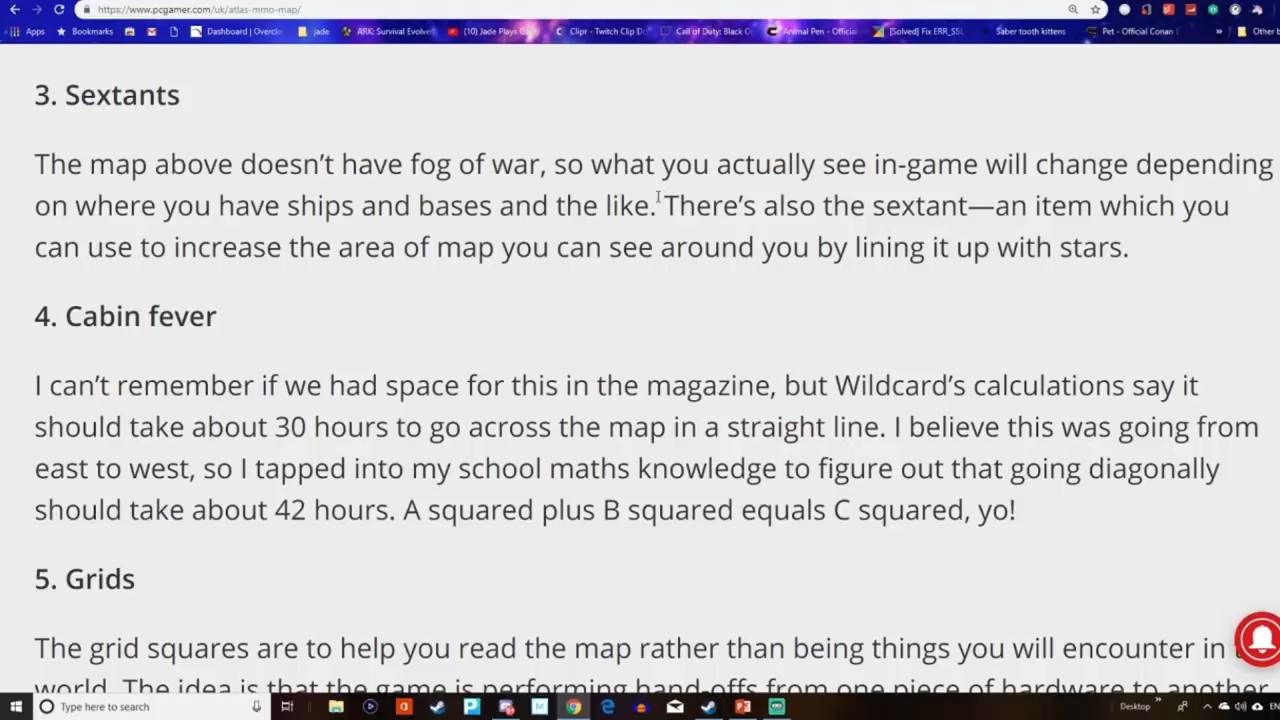 https://www.pcgamer.com/uk/atlas-mmo-map/
Apps Bookmarks Dashboard | Overclo jade ARK: Survival Evolve (10) Jade Plays Ga Clipr - Twitch Clip D Call of Duty: Black O Animal Pen - Official [Solved] Fix ERR_SSL Saber tooth kittens Pet - Official Conan E » Other b
3. Sextants
The map above doesn’t have fog of war, so what you actually see in-game will change depending
on where you have ships and bases and the like. There’s also the sextant—an item which you
can use to increase the area of map you can see around you by lining it up with stars.
4. Cabin fever
I can’t remember if we had space for this in the magazine, but Wildcard’s calculations say it
should take about 30 hours to go across the map in a straight line. I believe this was going from
east to west, so I tapped into my school maths knowledge to figure out that going diagonally
should take about 42 hours. A squared plus B squared equals C squared, yo!
5. Grids
The grid squares are to help you read the map rather than being things you will encounter in
world. The idea is that the game is performing hand-offs from one piece of hardware to another
Type here to search Desktop » EN